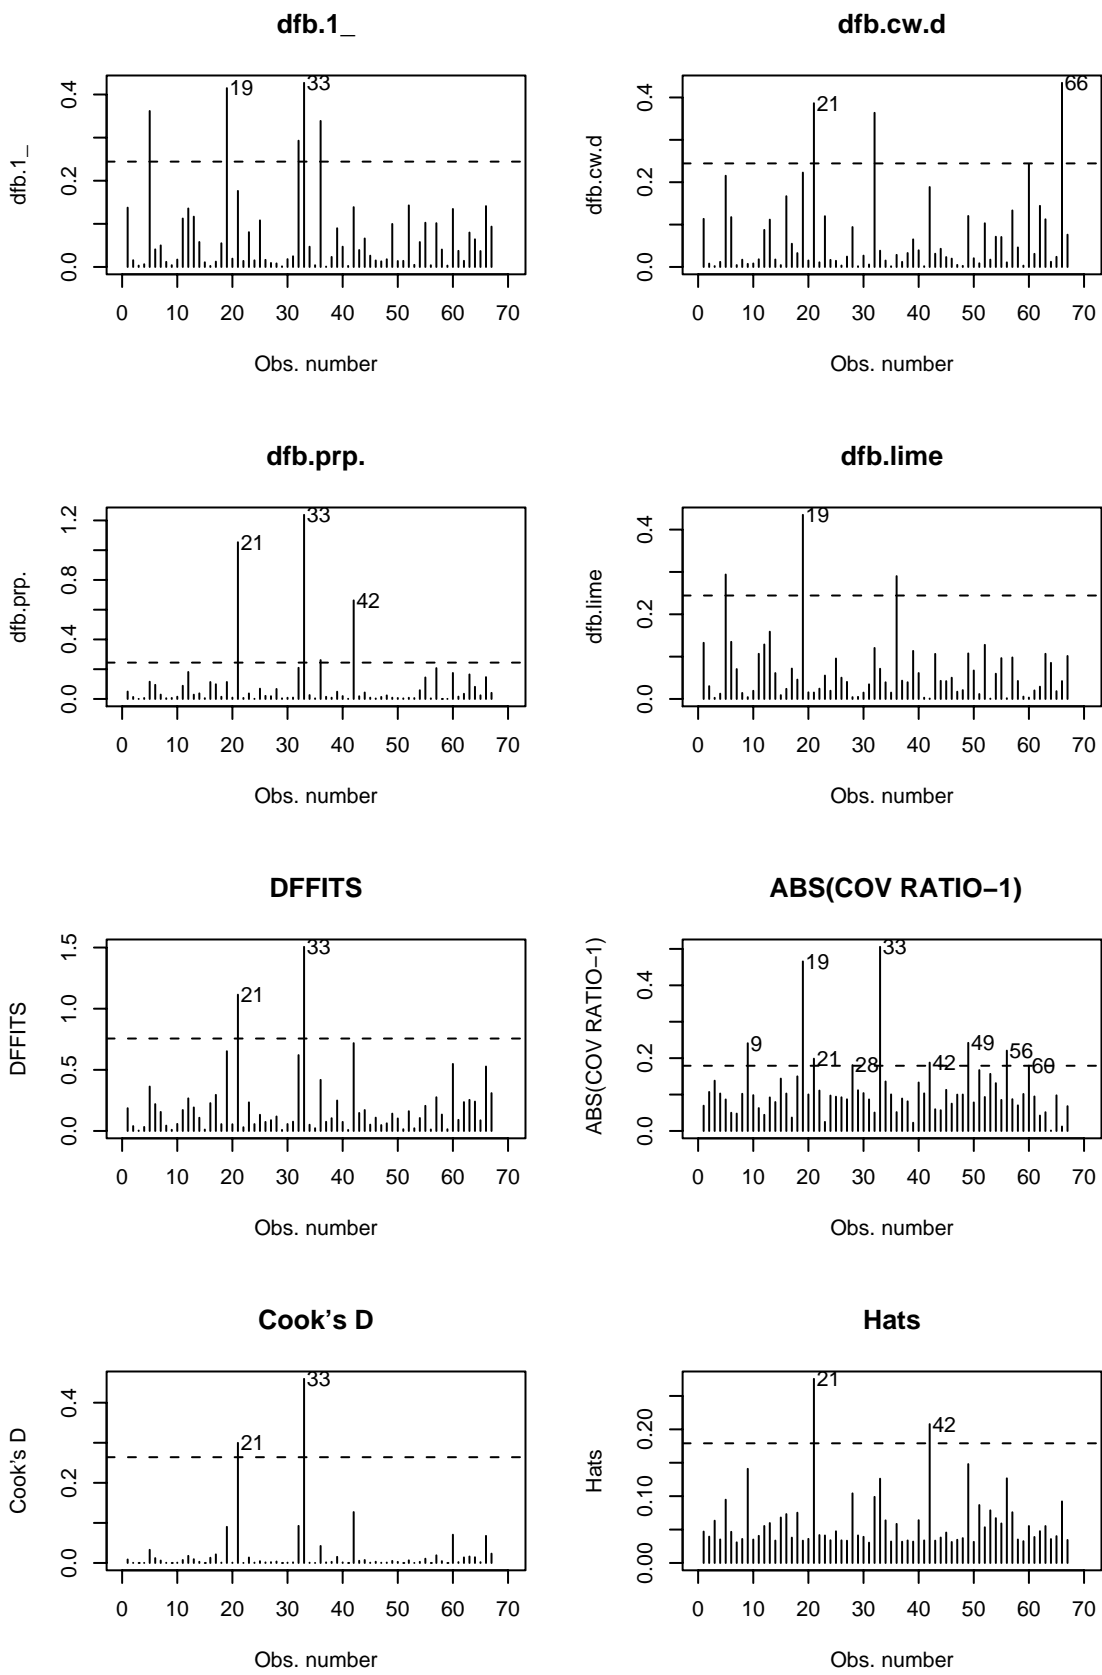 dfb.1_
dfb.1_
0.0 0.2 0.4
19
33
0 10 20 30 40 50 60 70
Obs. number
dfb.cw.d
dfb.cw.d
0.0 0.2 0.4
21
66
0 10 20 30 40 50 60 70
Obs. number
dfb.prp.
dfb.prp.
0.0 0.4 0.8 1.2
21
33
42
0 10 20 30 40 50 60 70
Obs. number
dfb.lime
dfb.lime
0.0 0.2 0.4
19
0 10 20 30 40 50 60 70
Obs. number
DFFITS
DFFITS
0.0 0.5 1.0 1.5
21
33
0 10 20 30 40 50 60 70
Obs. number
ABS(COV RATIO−1)
ABS(COV RATIO−1)
0.0 0.2 0.4
9
19
21
28
33
42
49
56
60
0 10 20 30 40 50 60 70
Obs. number
Cook’s D
Cook’s D
0.0 0.2 0.4
21
33
0 10 20 30 40 50 60 70
Obs. number
Hats
Hats
0.00 0.10 0.20
21
42
0 10 20 30 40 50 60 70
Obs. number